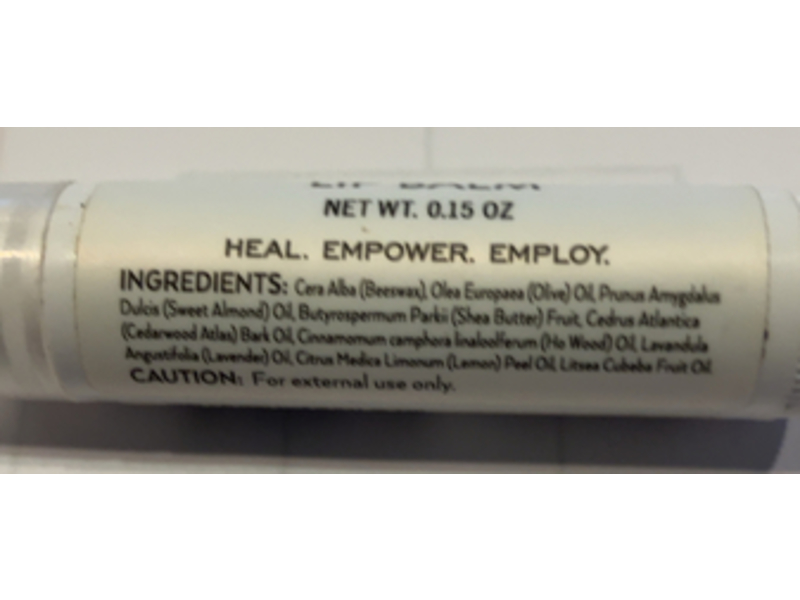 LIP BALM
NET WT. 0.15 OZ
HEAL. EMPOWER. EMPLOY.
INGREDIENTS: Cera Alba (Beeswax), Olea Europaea (Olive) Oil, Prunus Amygdalus
Dulcis (Sweet Almond) Oil, Butyrospermum Parkii (Shea Butter) Fruit, Cedrus Atlantica
(Cedarwood Atlas) Bark Oil, Cinnamomum camphora linaloolferum (Ho Wood) Oil, Lavandula
Angustifolia (Lavender) Oil, Citrus Medica Limonum (Lemon) Peel Oil, Litsea Cubeba Fruit Oil
CAUTION: For external use only.